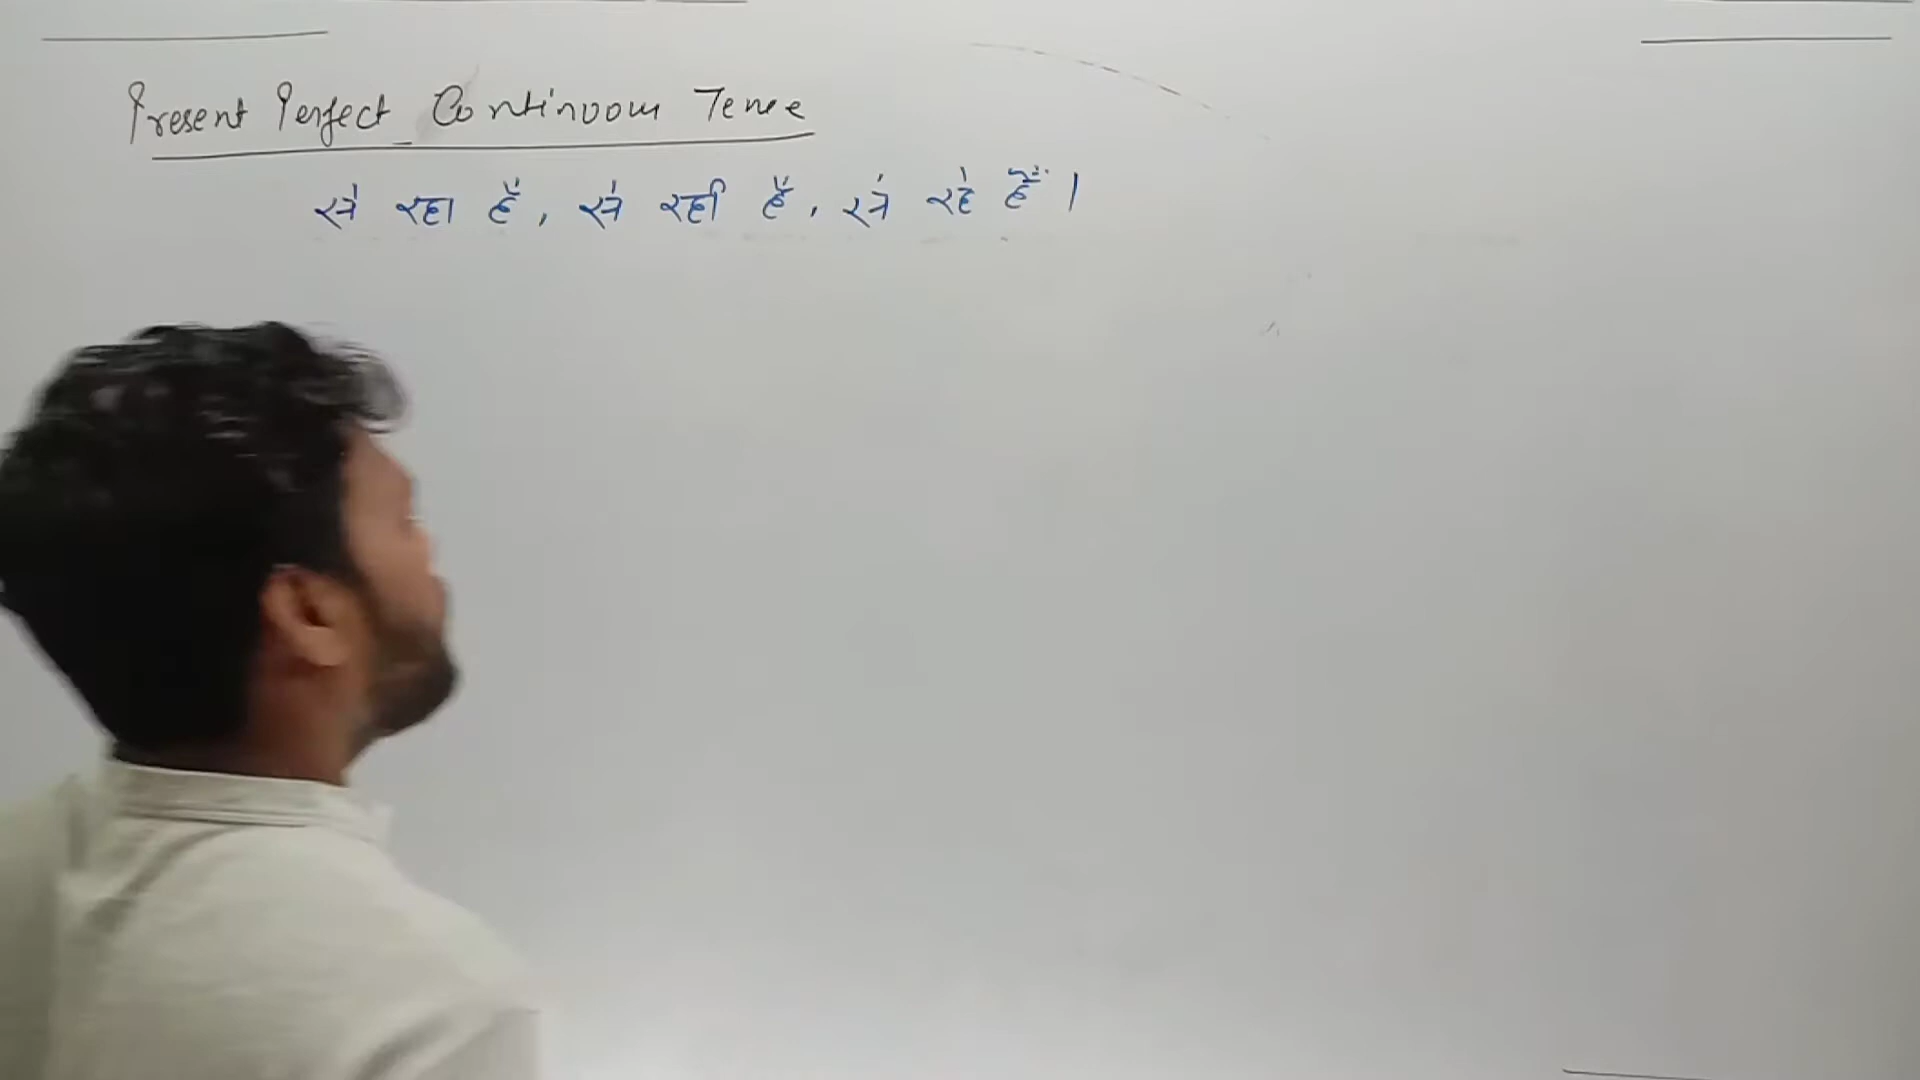 Present Perfect Continuous Tense
से रहा है, से रही है, से रहे हैं।